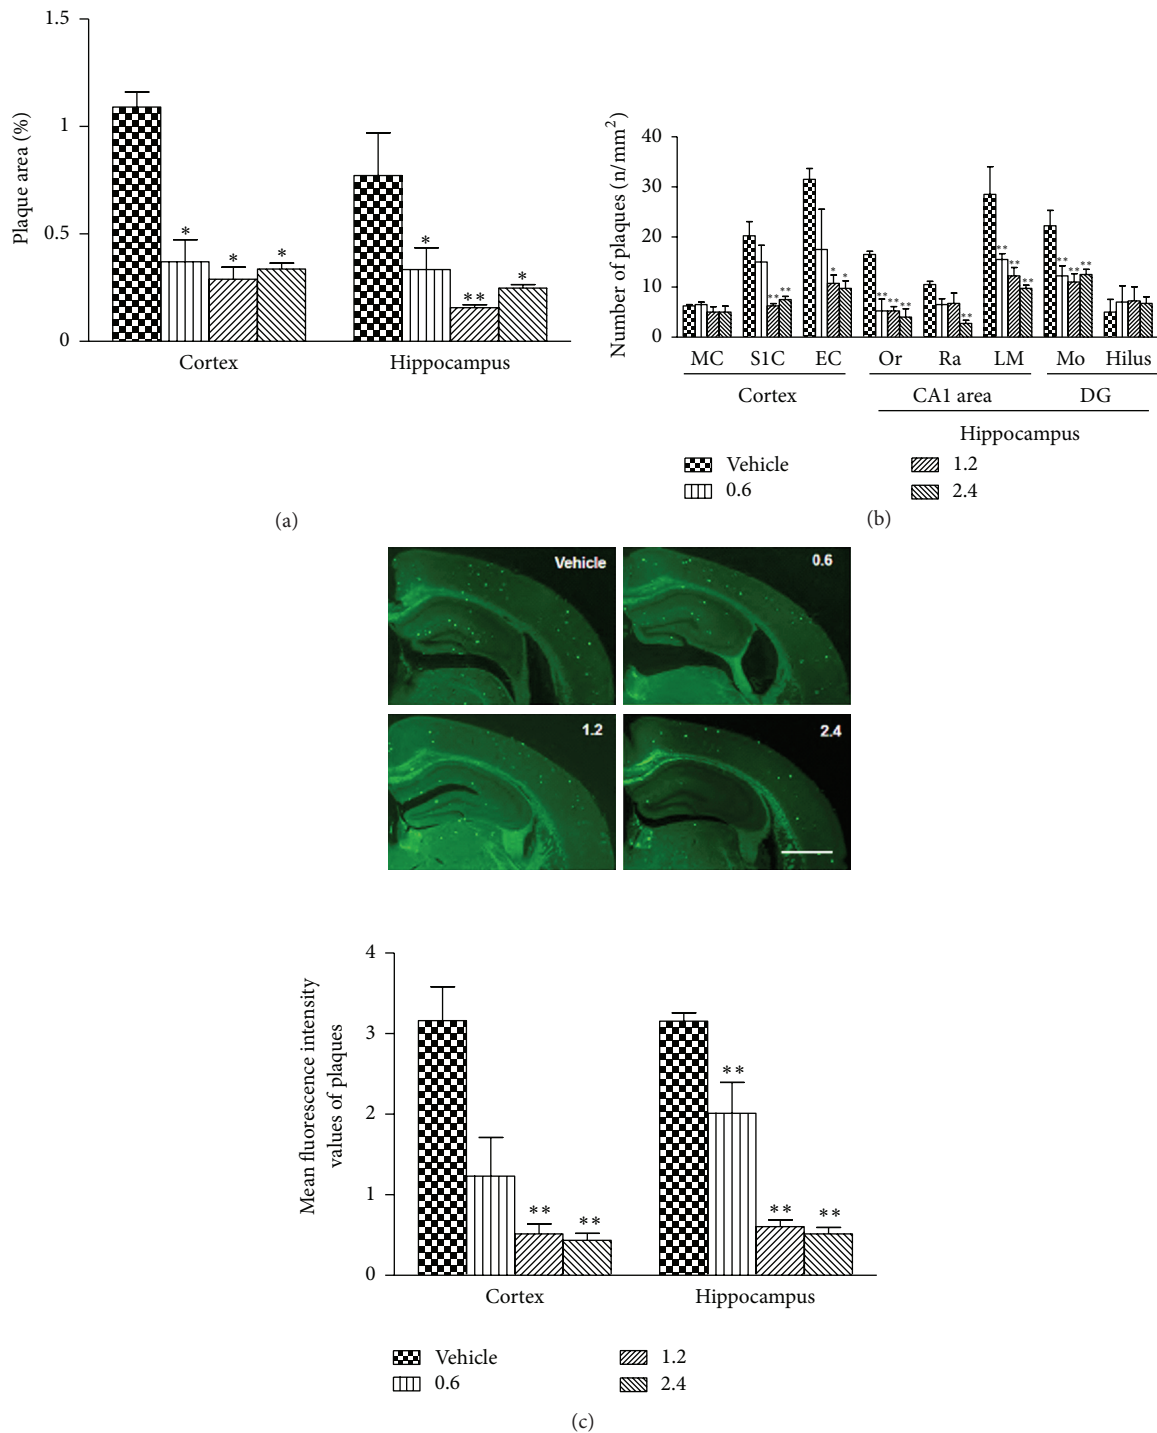 1.5
1
0.5
0
Plaque area (%)
*
*
*
*
**
*
Cortex
Hippocampus
(a)
40
30
20
10
0
Number of plaques (n/mm²)
**
**
*
*
**
**
**
**
**
**
**
**
**
**
MC S1C EC Or Ra LM Mo Hilus
Cortex CA1 area DG
Hippocampus
Vehicle 1.2
0.6 2.4
(b)
Vehicle
0.6
1.2
2.4
4
3
2
1
0
Mean fluorescence intensity
values of plaques
**
**
**
**
**
Cortex
Hippocampus
Vehicle 1.2
0.6 2.4
(c)